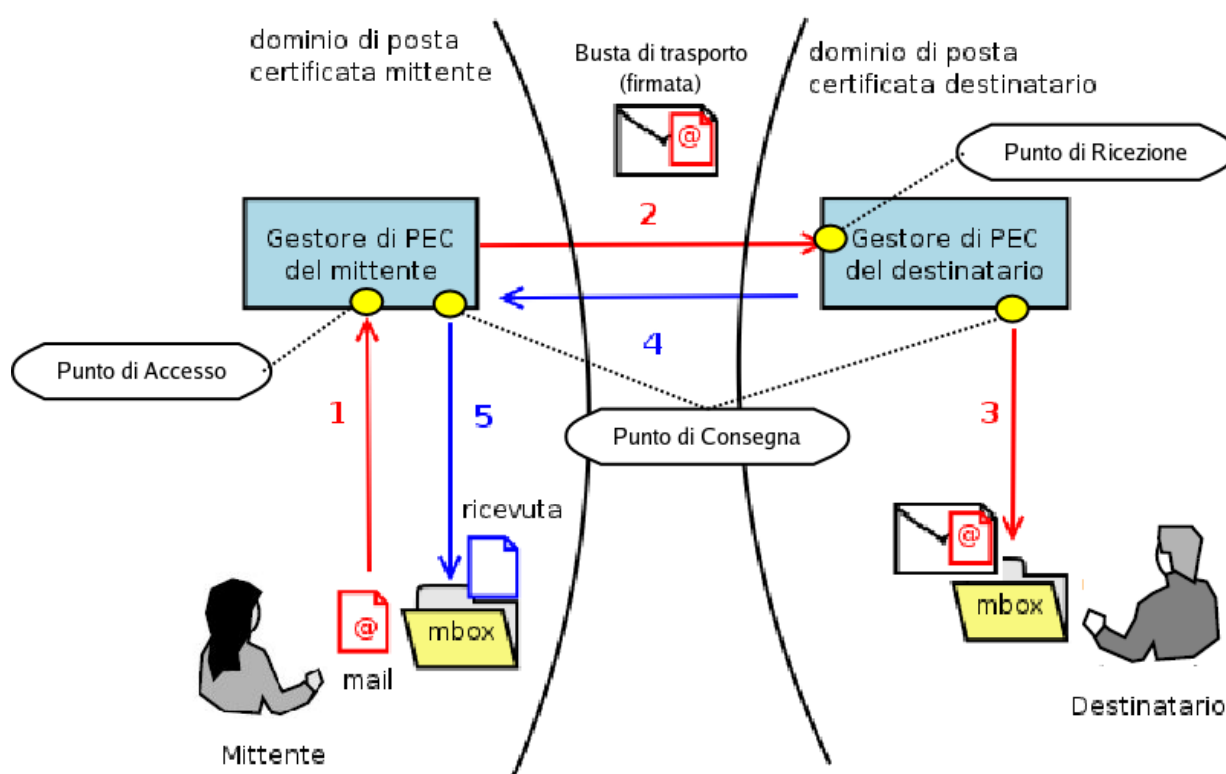 dominio di posta
certificata mittente
Busta di trasporto
(firmata)
dominio di posta
certificata destinatario
@
Punto di Ricezione
2
Gestore di PEC
del mittente
Gestore di PEC
del destinatario
4
Punto di Accesso
1
5
3
Punto di Consegna
ricevuta
@
mbox
@
mbox
mail
Mittente
Destinatario